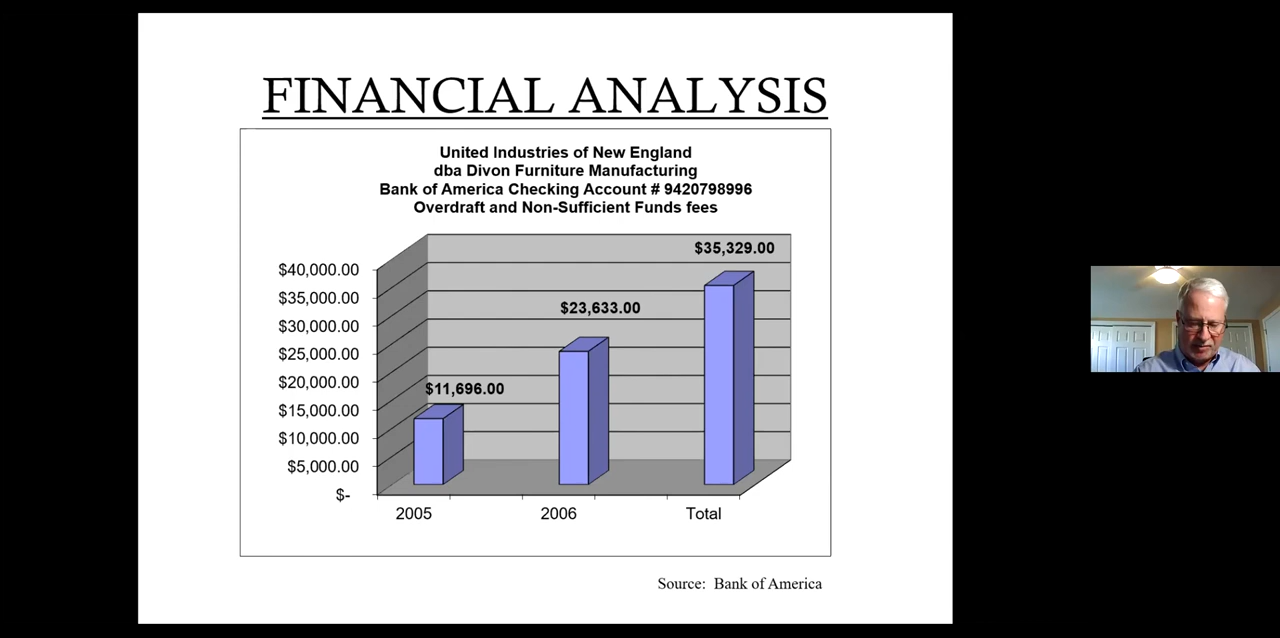 FINANCIAL ANALYSIS
United Industries of New England
dba Divon Furniture Manufacturing
Bank of America Checking Account # 9420798996
Overdraft and Non-Sufficient Funds fees
$40,000.00
$35,000.00
$30,000.00
$25,000.00
$20,000.00
$15,000.00
$10,000.00
$5,000.00
$-
$11,696.00
$23,633.00
$35,329.00
2005
2006
Total
Source: Bank of America